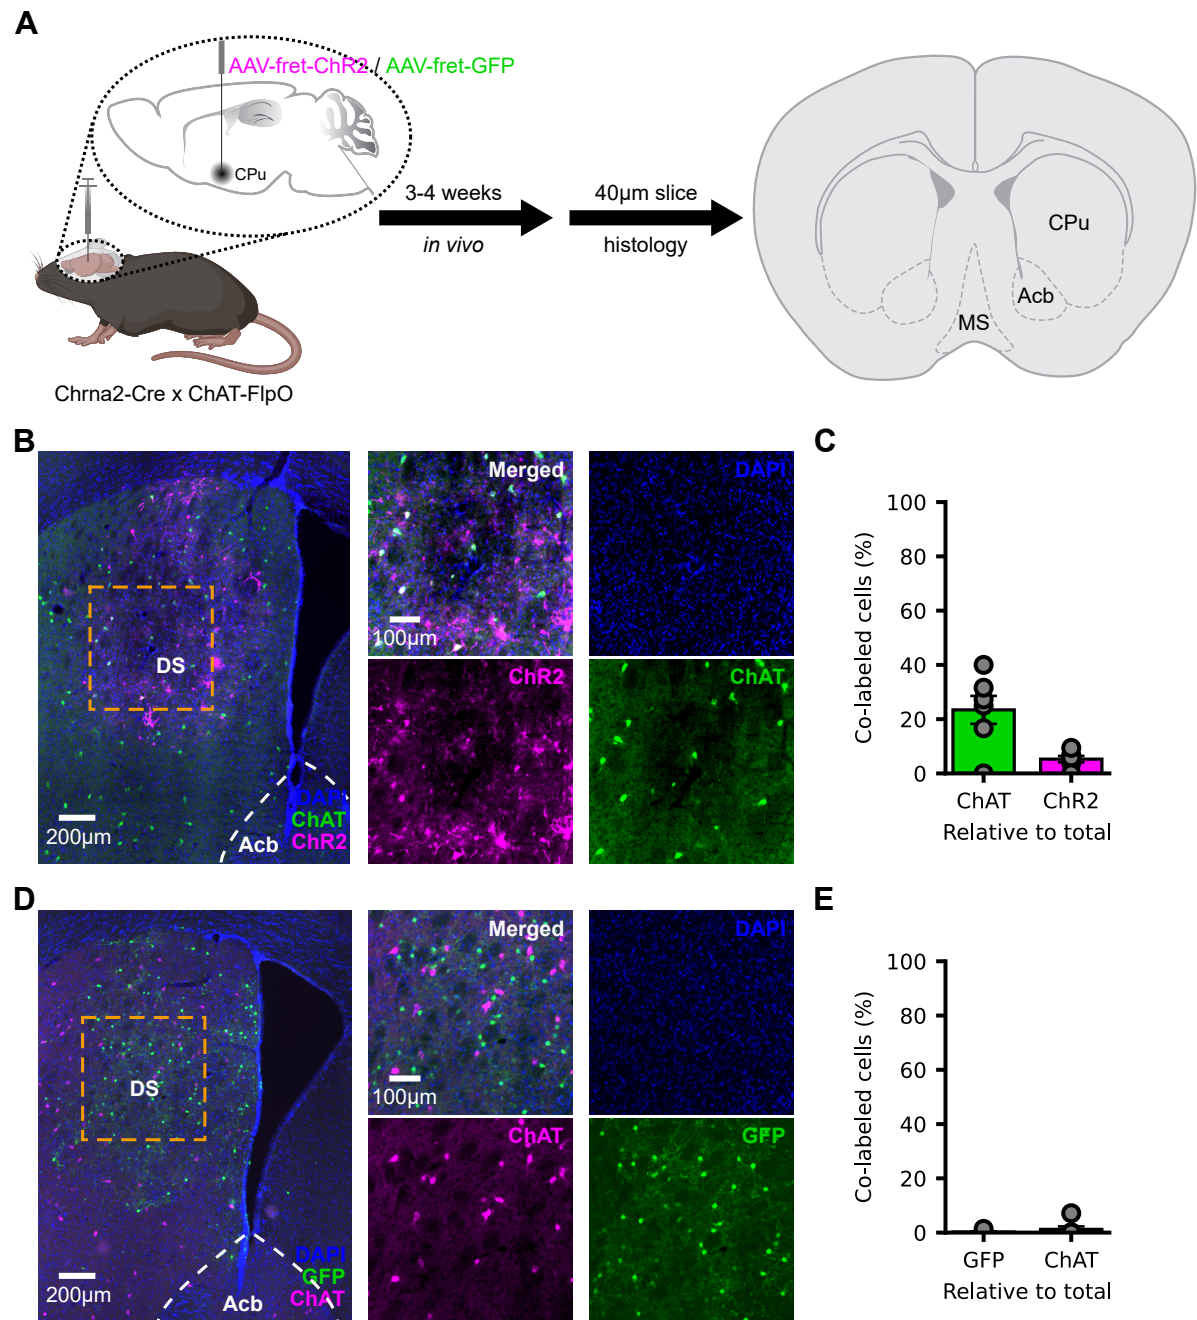 A
AAV-fret-ChR2 / AAV-fret-GFP
CPu
3-4 weeks
in vivo
40µm slice
histology
CPu
Acb
MS
Chrna2-Cre x ChAT-FlpO
B
DS
200µm
Acb
DAPI
ChAT
ChR2
Merged
100µm
DAPI
ChR2
ChAT
C
Co-labeled cells (%)
100
80
60
40
20
0
ChAT
ChR2
Relative to total
D
DS
200µm
Acb
DAPI
GFP
ChAT
Merged
100µm
DAPI
ChAT
GFP
E
Co-labeled cells (%)
100
80
60
40
20
0
GFP
ChAT
Relative to total